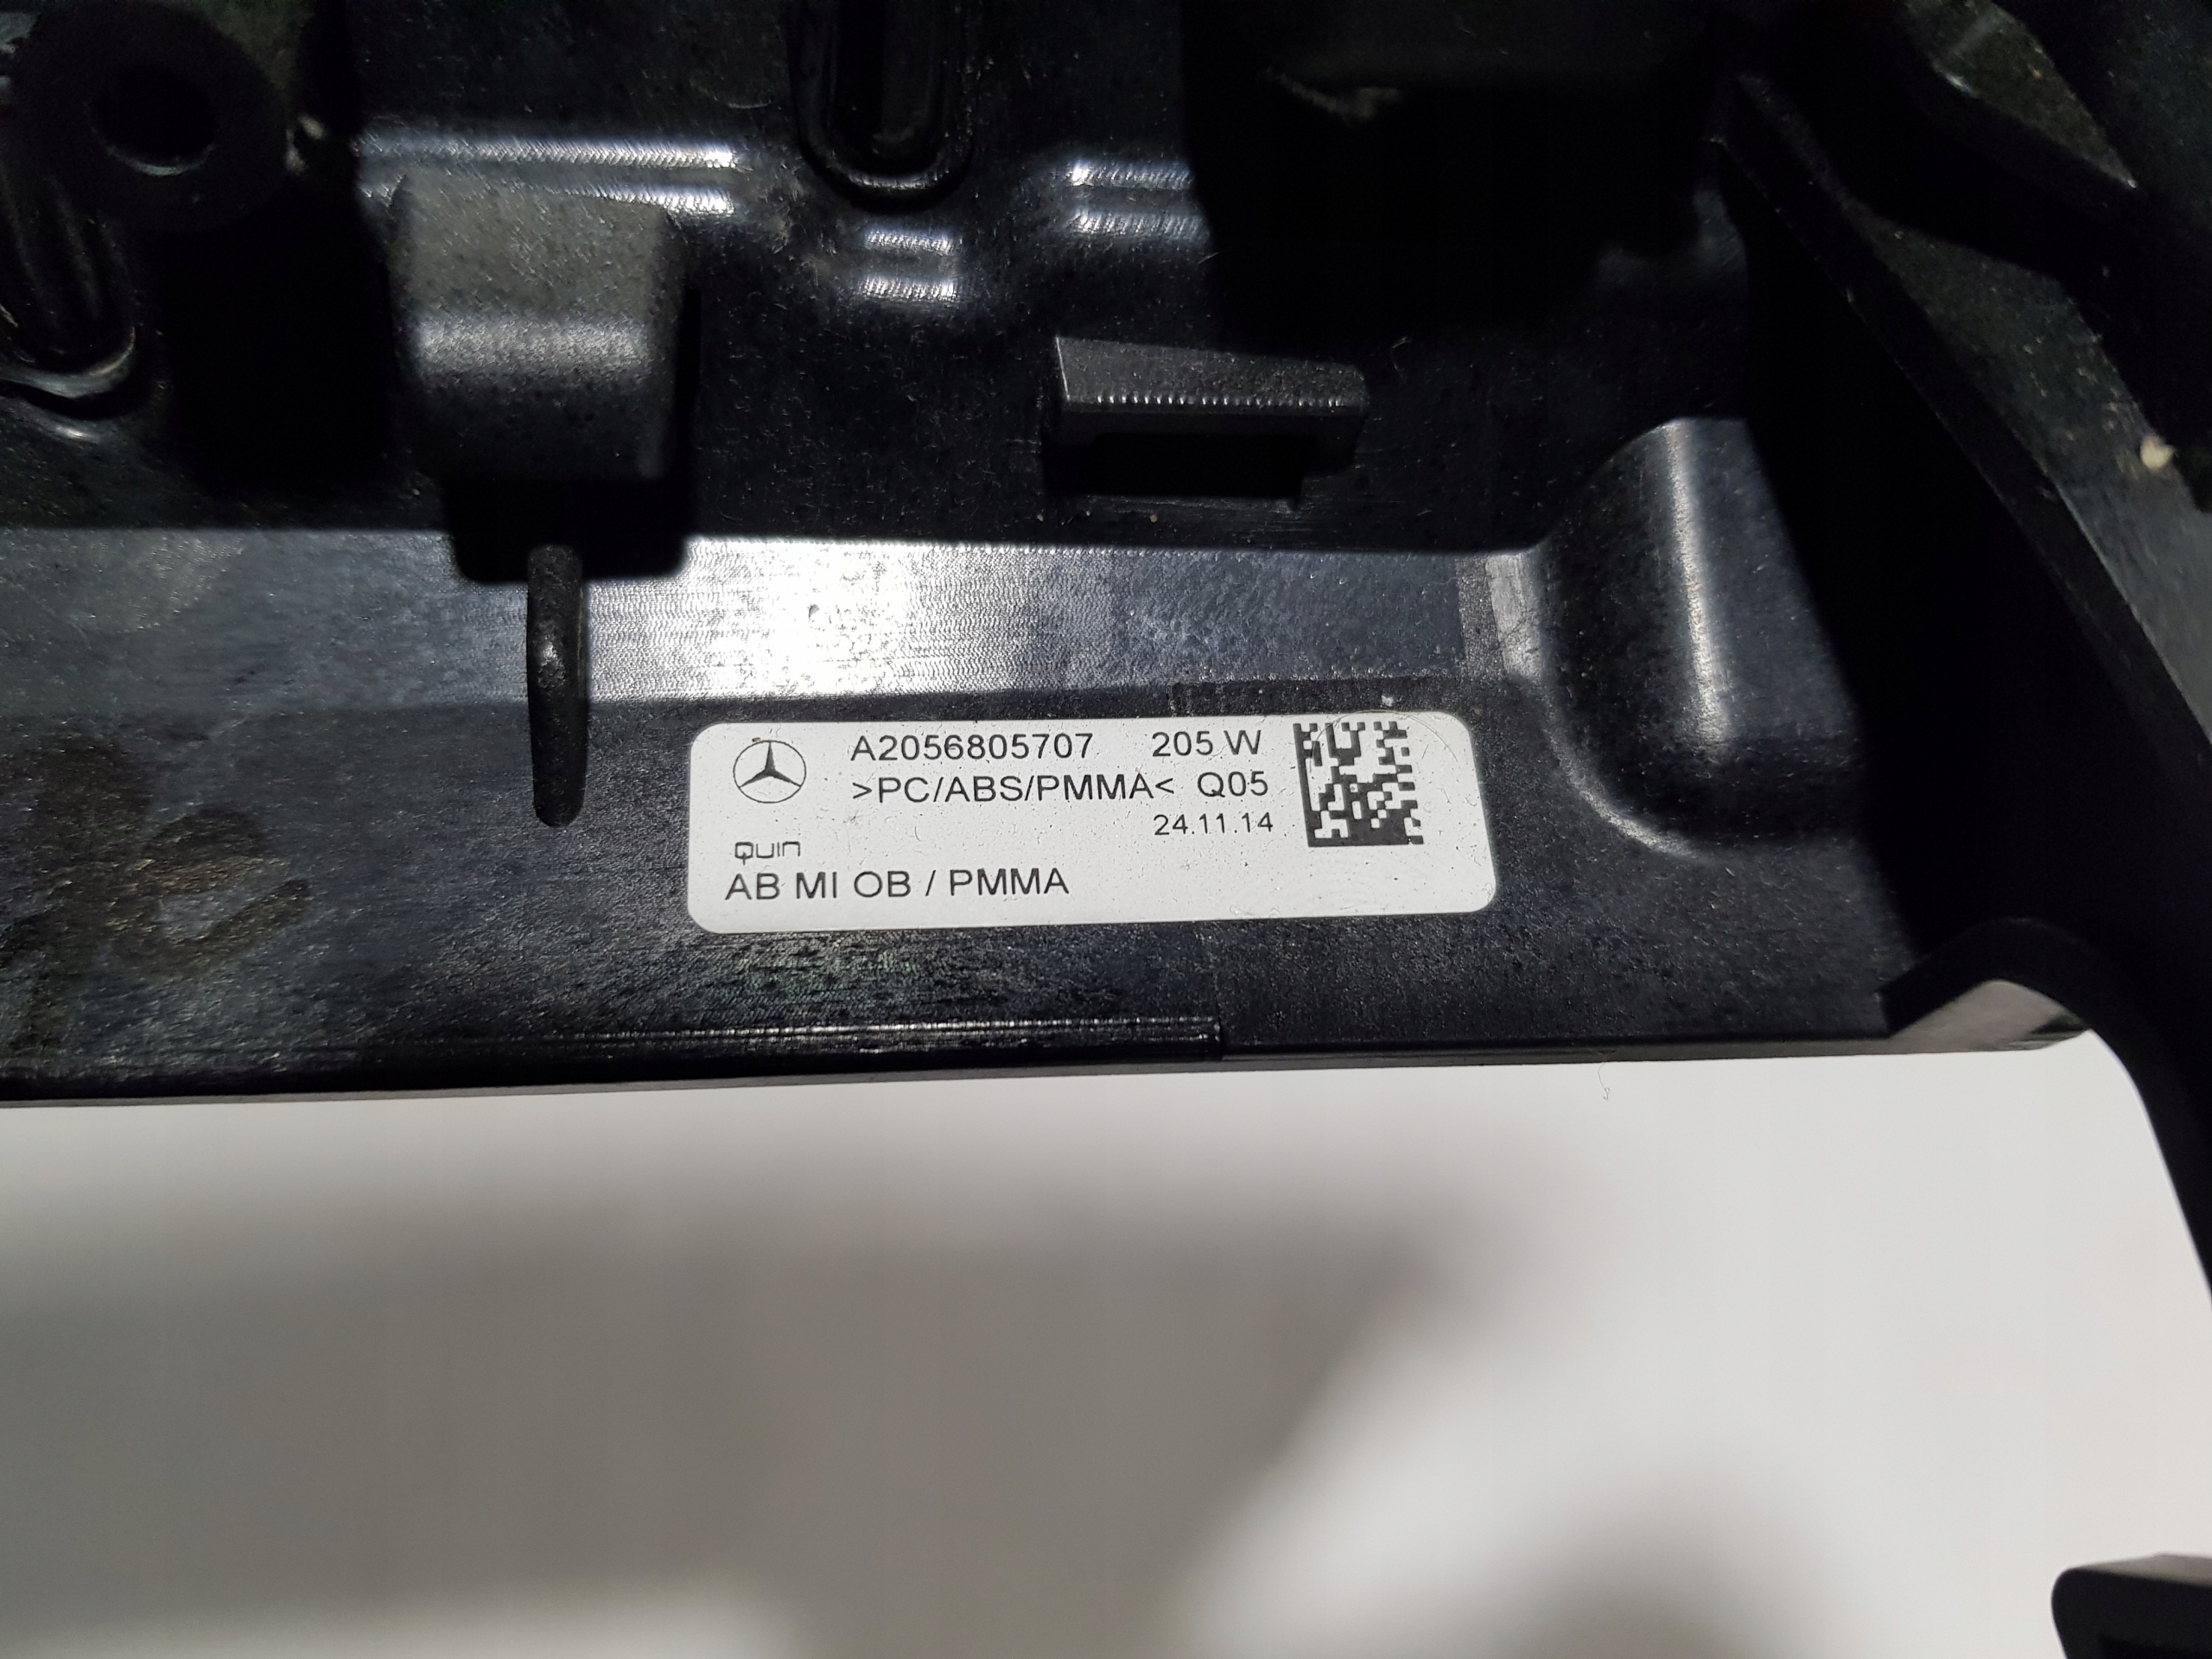 A2056805707 205 W
>PC/ABS/PMMA< Q05
24.11.14
QUIN
AB MI OB / PMMA